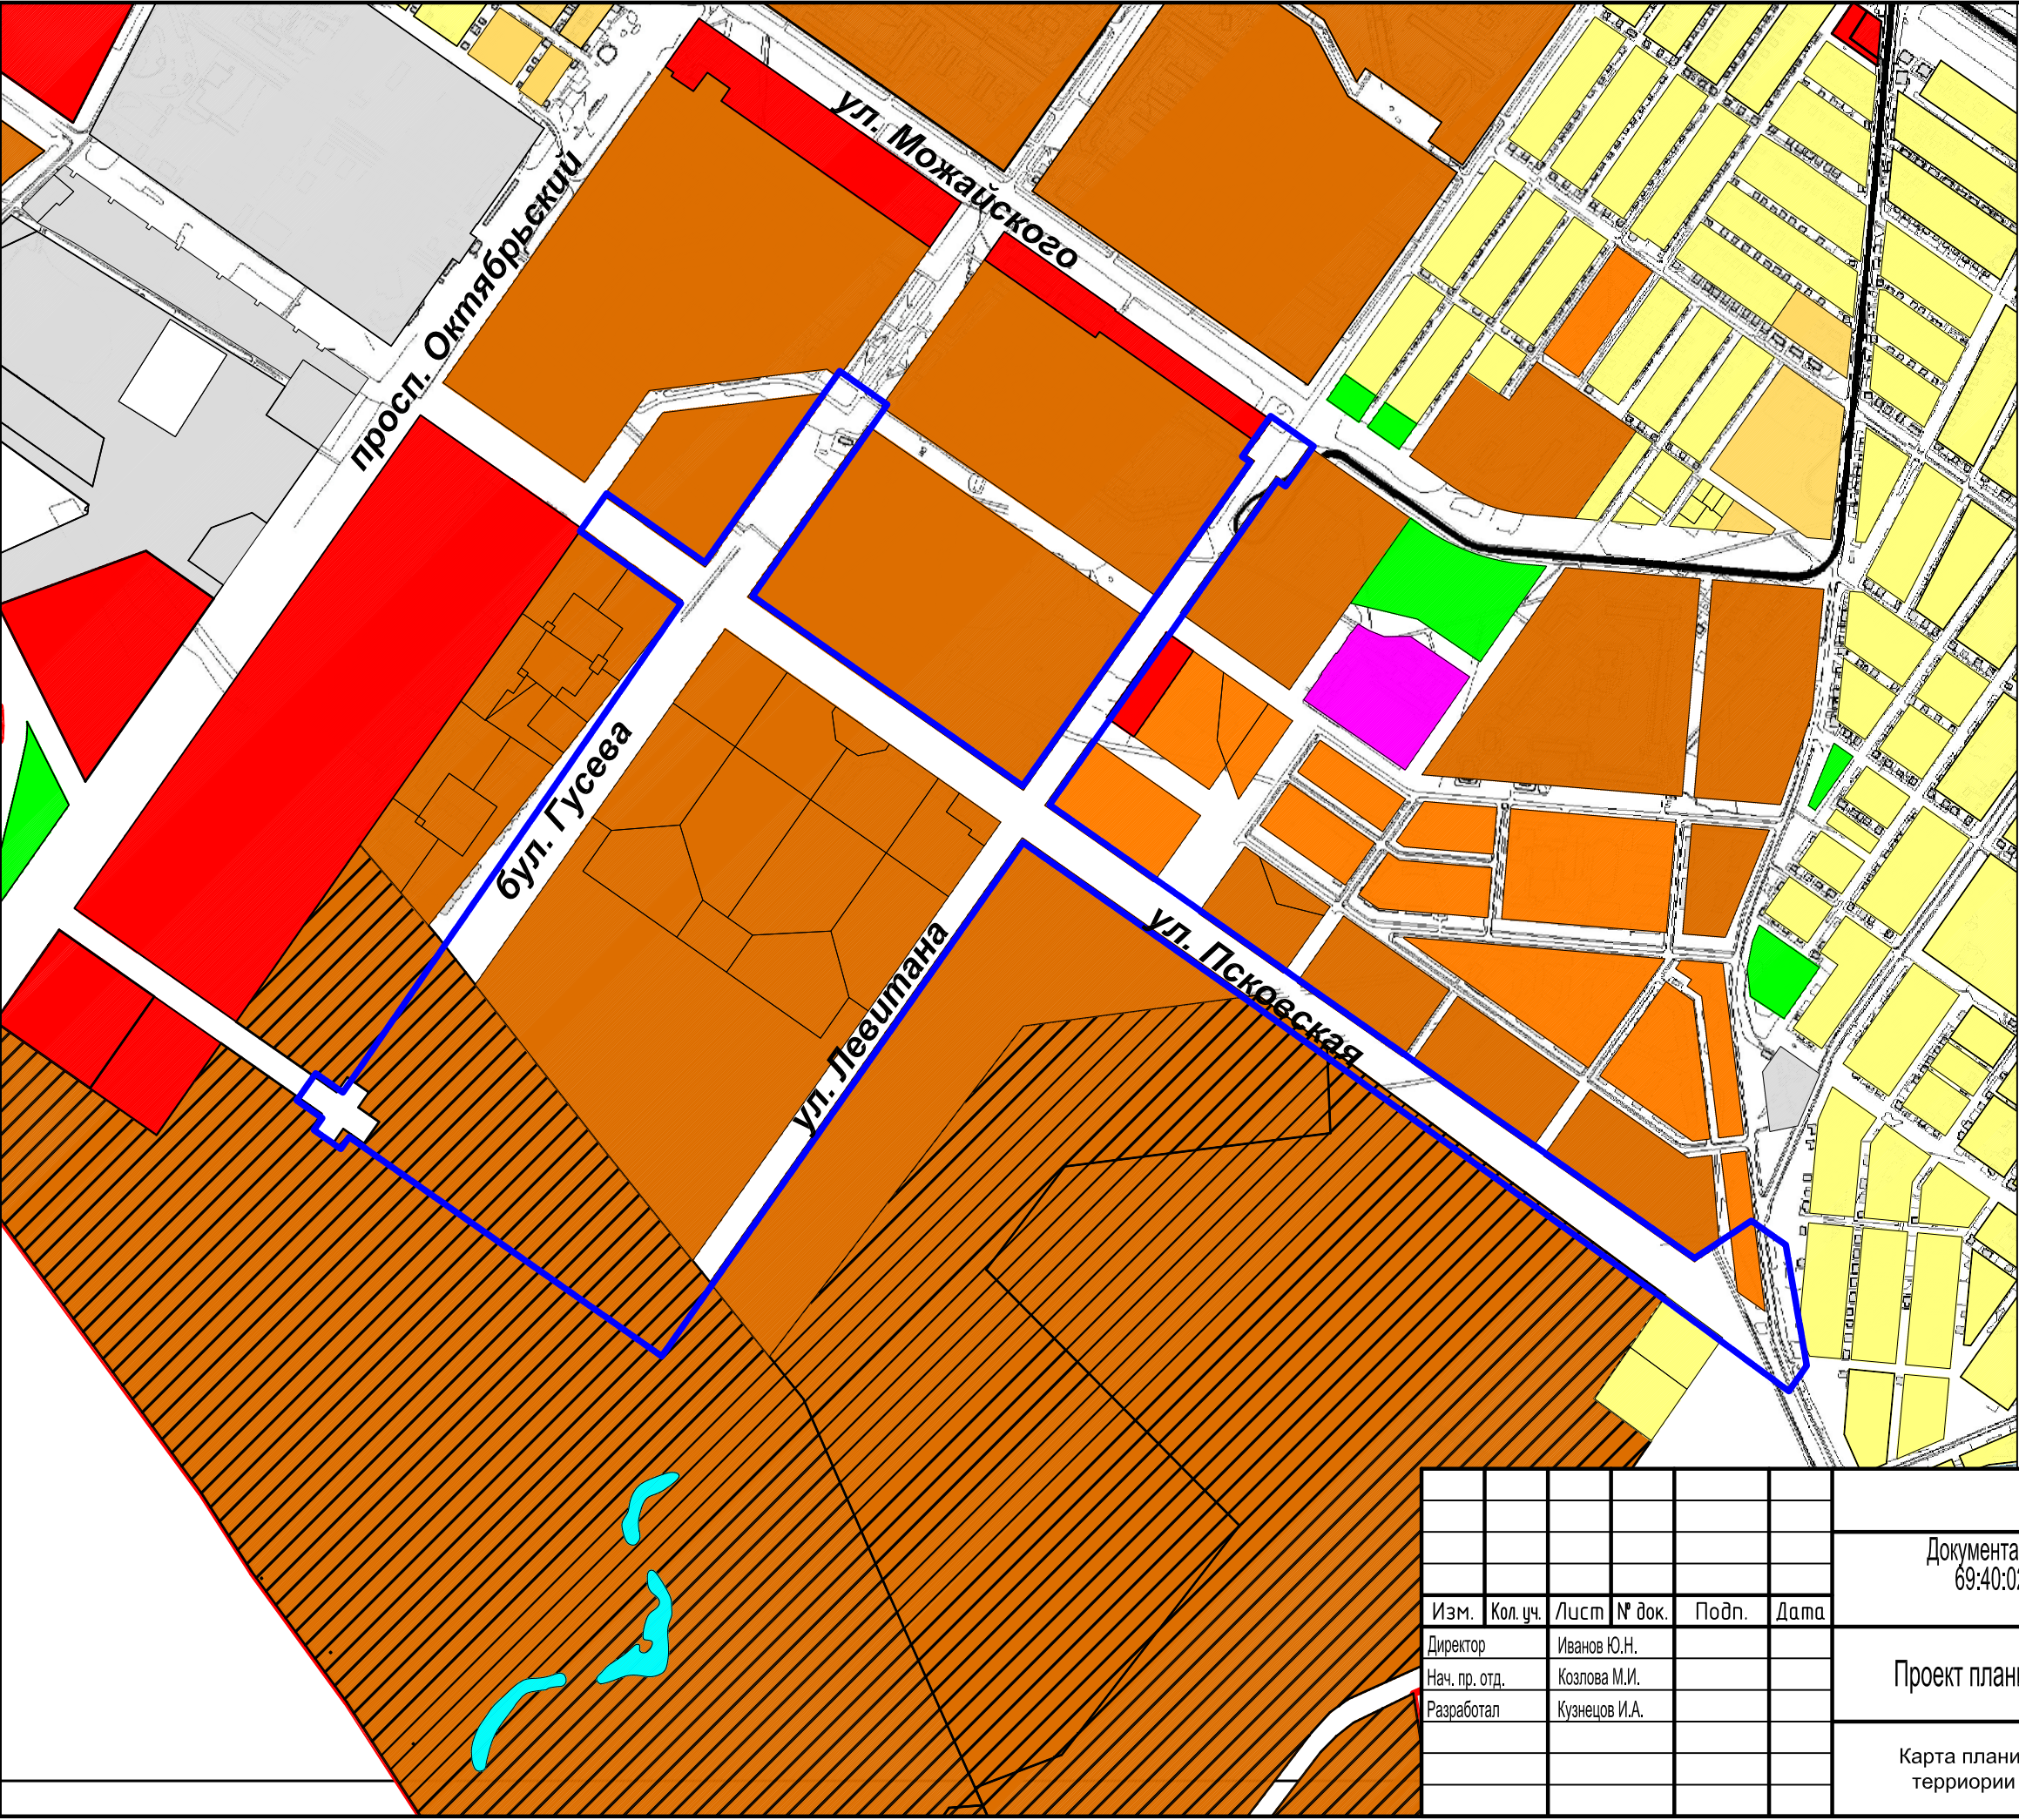 ул. Можайского
просп. Октябрьский
бул. Гусева
ул. Левитана
ул. Псковская
Изм. Кол. уч. Лист № док. Подп. Дата
Директор Иванов Ю.Н.
Нач. пр. отд. Козлова М.И.
Разработал Кузнецов И.А.
Документа
69:40:02
Проект плани
Карта плани
терриории